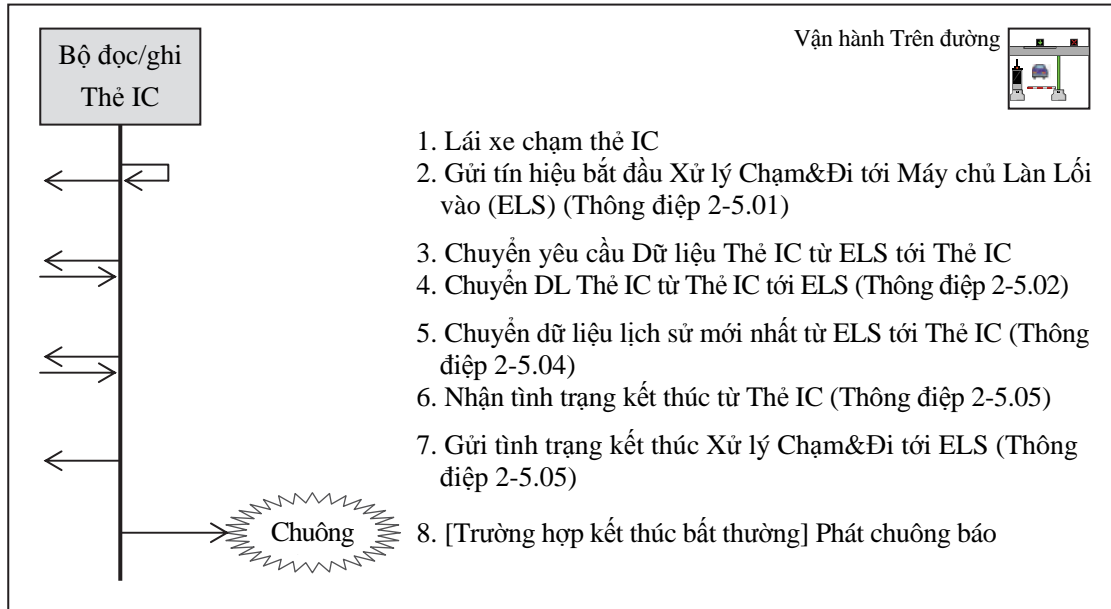 Bộ đọc/ghi
Thẻ IC
Vận hành Trên đường
1. Lái xe chạm thẻ IC
2. Gửi tín hiệu bắt đầu Xử lý Chạm&Đi tới Máy chủ Làn Lối
vào (ELS) (Thông điệp 2-5.01)
3. Chuyển yêu cầu Dữ liệu Thẻ IC từ ELS tới Thẻ IC
4. Chuyển DL Thẻ IC từ Thẻ IC tới ELS (Thông điệp 2-5.02)
5. Chuyển dữ liệu lịch sử mới nhất từ ELS tới Thẻ IC (Thông
điệp 2-5.04)
6. Nhận tình trạng kết thúc từ Thẻ IC (Thông điệp 2-5.05)
7. Gửi tình trạng kết thúc Xử lý Chạm&Đi tới ELS (Thông
điệp 2-5.05)
Chuông
8. [Trường hợp kết thúc bất thường] Phát chuông báo